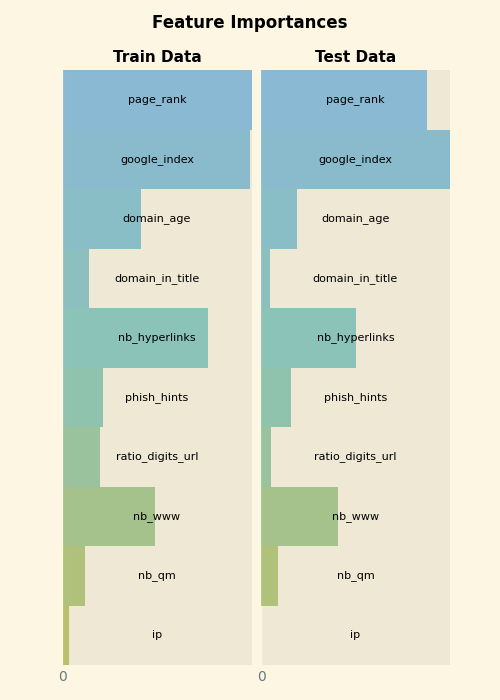 Feature Importances
Train Data
page_rank
google_index
domain_age
domain_in_title
nb_hyperlinks
phish_hints
ratio_digits_url
nb_www
nb_qm
ip
0
Test Data
page_rank
google_index
domain_age
domain_in_title
nb_hyperlinks
phish_hints
ratio_digits_url
nb_www
nb_qm
ip
0